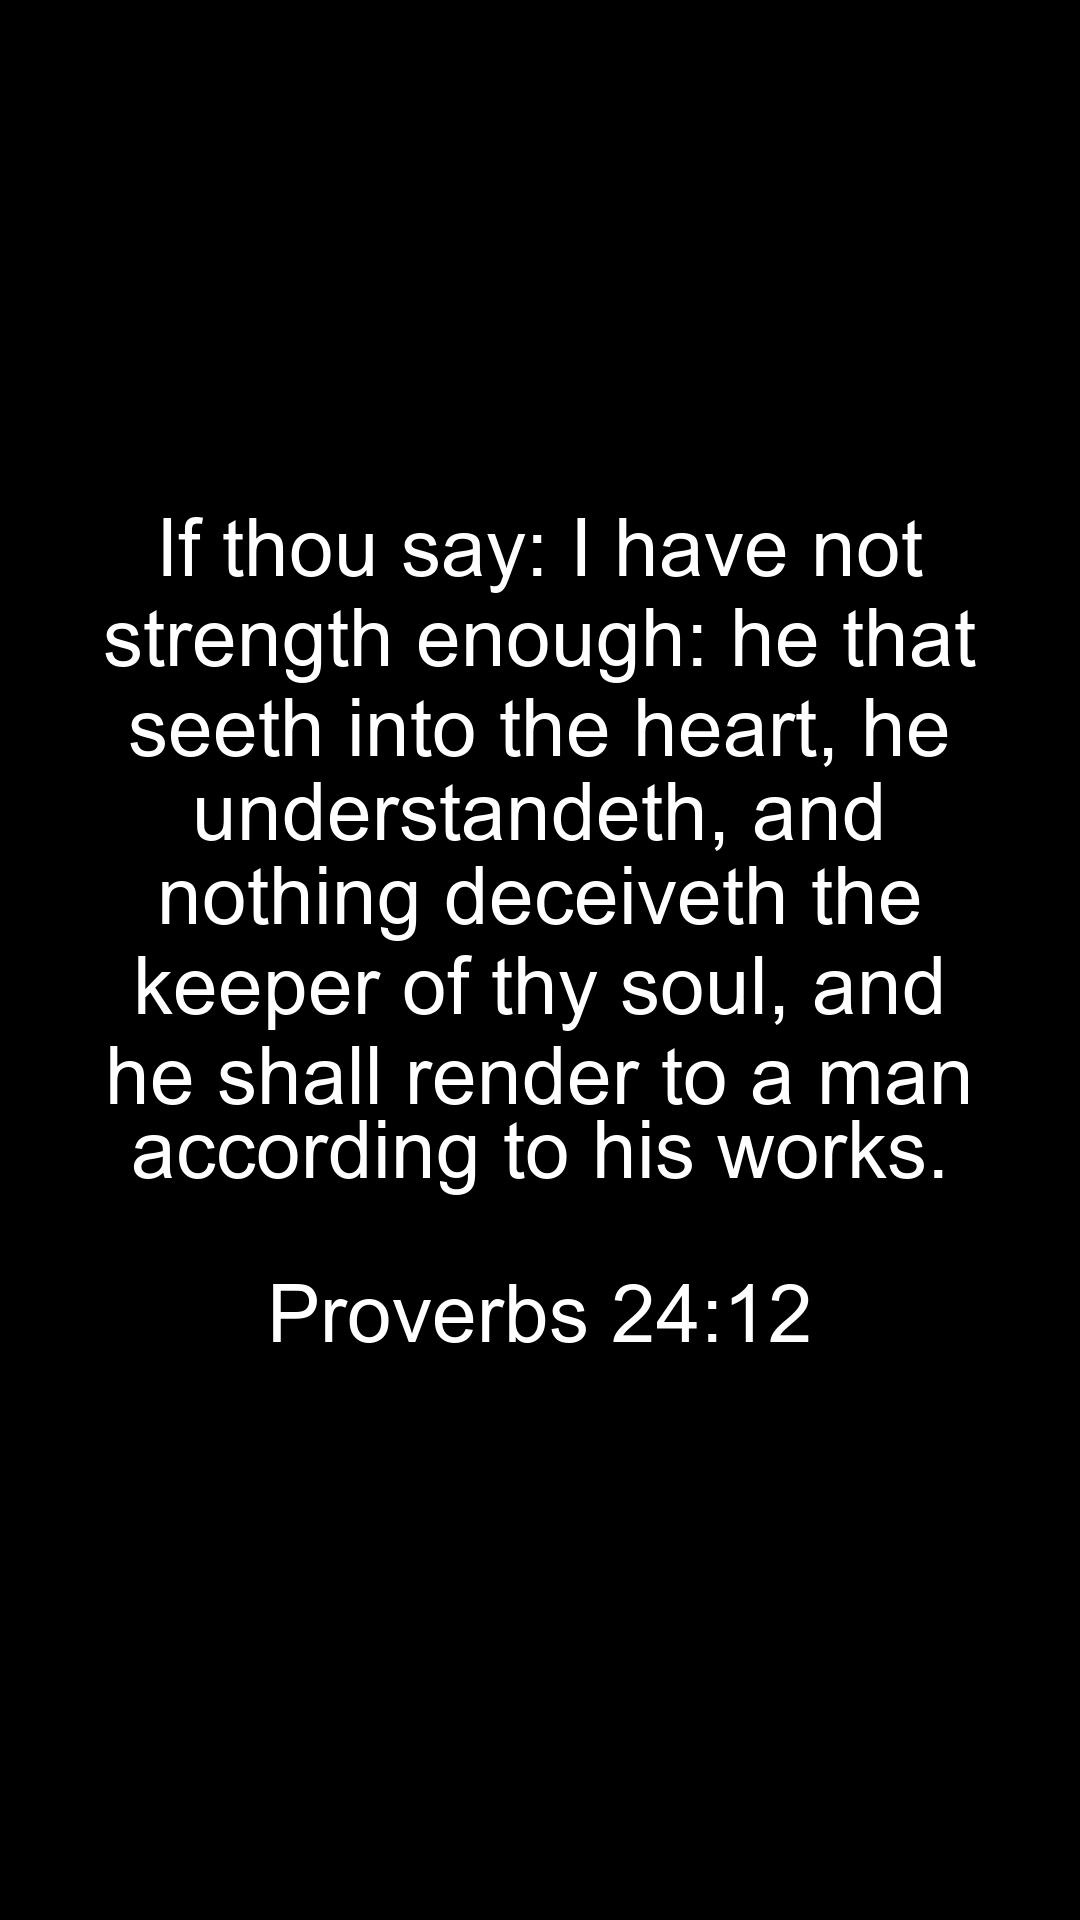 If thou say: I have not
strength enough: he that
seeth into the heart, he
understandeth, and
nothing deceiveth the
keeper of thy soul, and
he shall render to a man
according to his works.
Proverbs 24:12